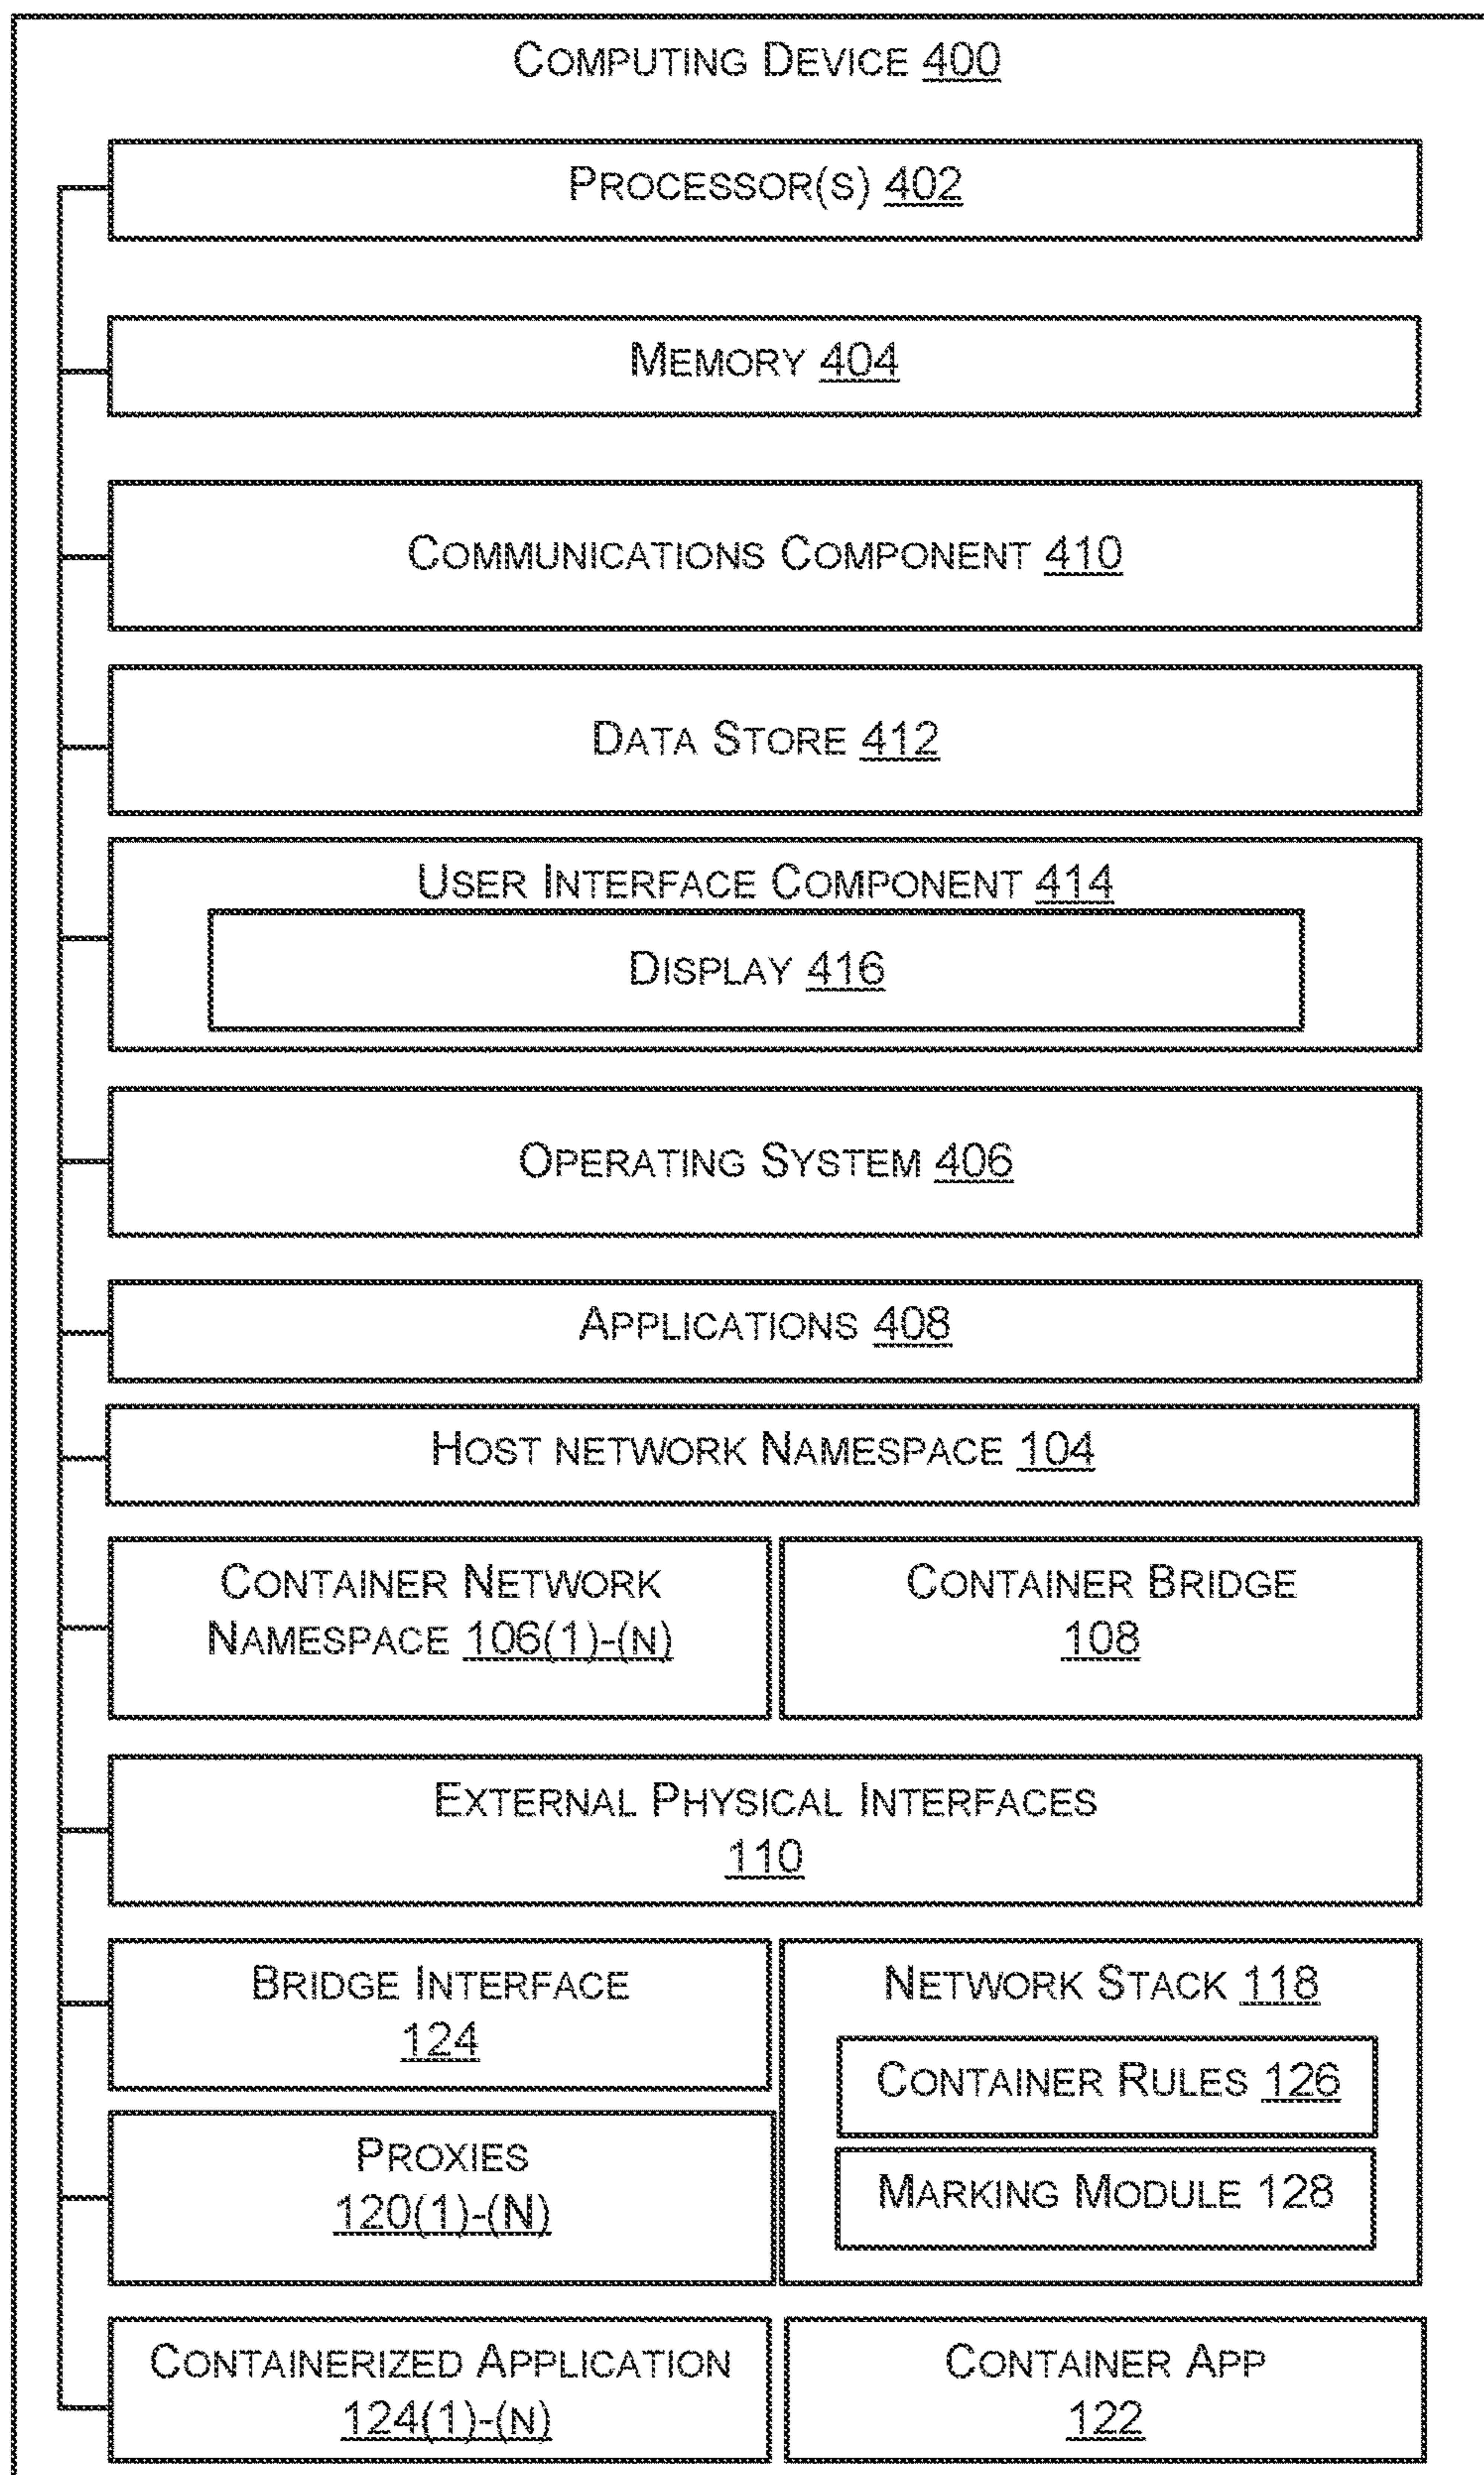 COMPUTING DEVICE 400
PROCESSOR(S) 402
MEMORY 404
COMMUNICATIONS COMPONENT 410
DATA STORE 412
USER INTERFACE COMPONENT 414
DISPLAY 416
OPERATING SYSTEM 406
APPLICATIONS 408
HOST NETWORK NAMESPACE 104
CONTAINER NETWORK
NAMESPACE 106(1)-(N)
CONTAINER BRIDGE
108
EXTERNAL PHYSICAL INTERFACES
110
BRIDGE INTERFACE
124
NETWORK STACK 118
CONTAINER RULES 126
MARKING MODULE 128
PROXIES
120(1)-(N)
CONTAINERIZED APPLICATION
124(1)-(N)
CONTAINER APP
122